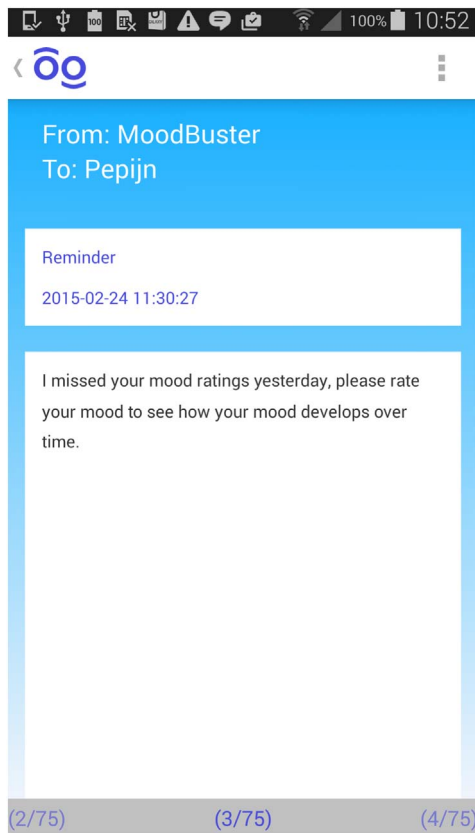 100% 10:52
From: MoodBuster
To: Pepijn
Reminder
2015-02-24 11:30:27
I missed your mood ratings yesterday, please rate
your mood to see how your mood develops over
time.
(2/75) (3/75) (4/75)